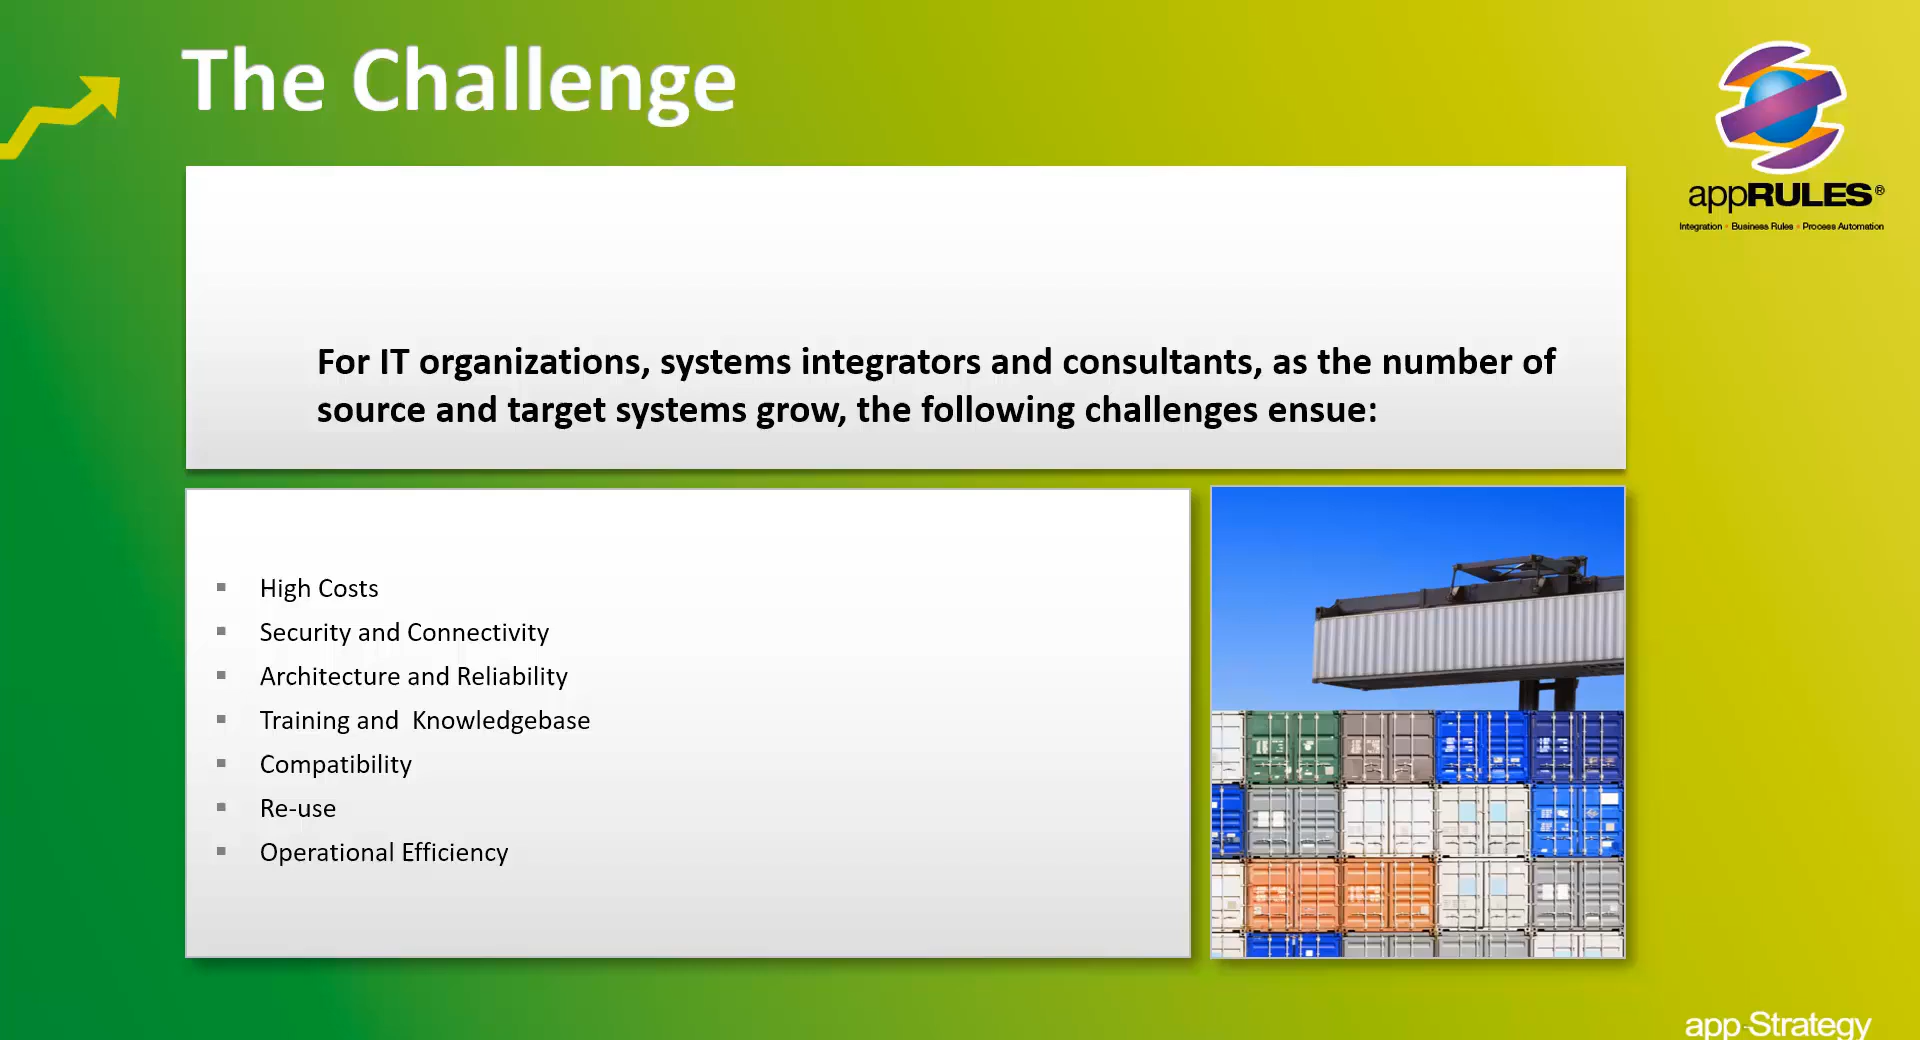 The Challenge
appRULES®
Integration • Business Rules • Process Automation
For IT organizations, systems integrators and consultants, as the number of
source and target systems grow, the following challenges ensue:
▪ High Costs
▪ Security and Connectivity
▪ Architecture and Reliability
▪ Training and  Knowledgebase
▪ Compatibility
▪ Re-use
▪ Operational Efficiency
app-Strategy